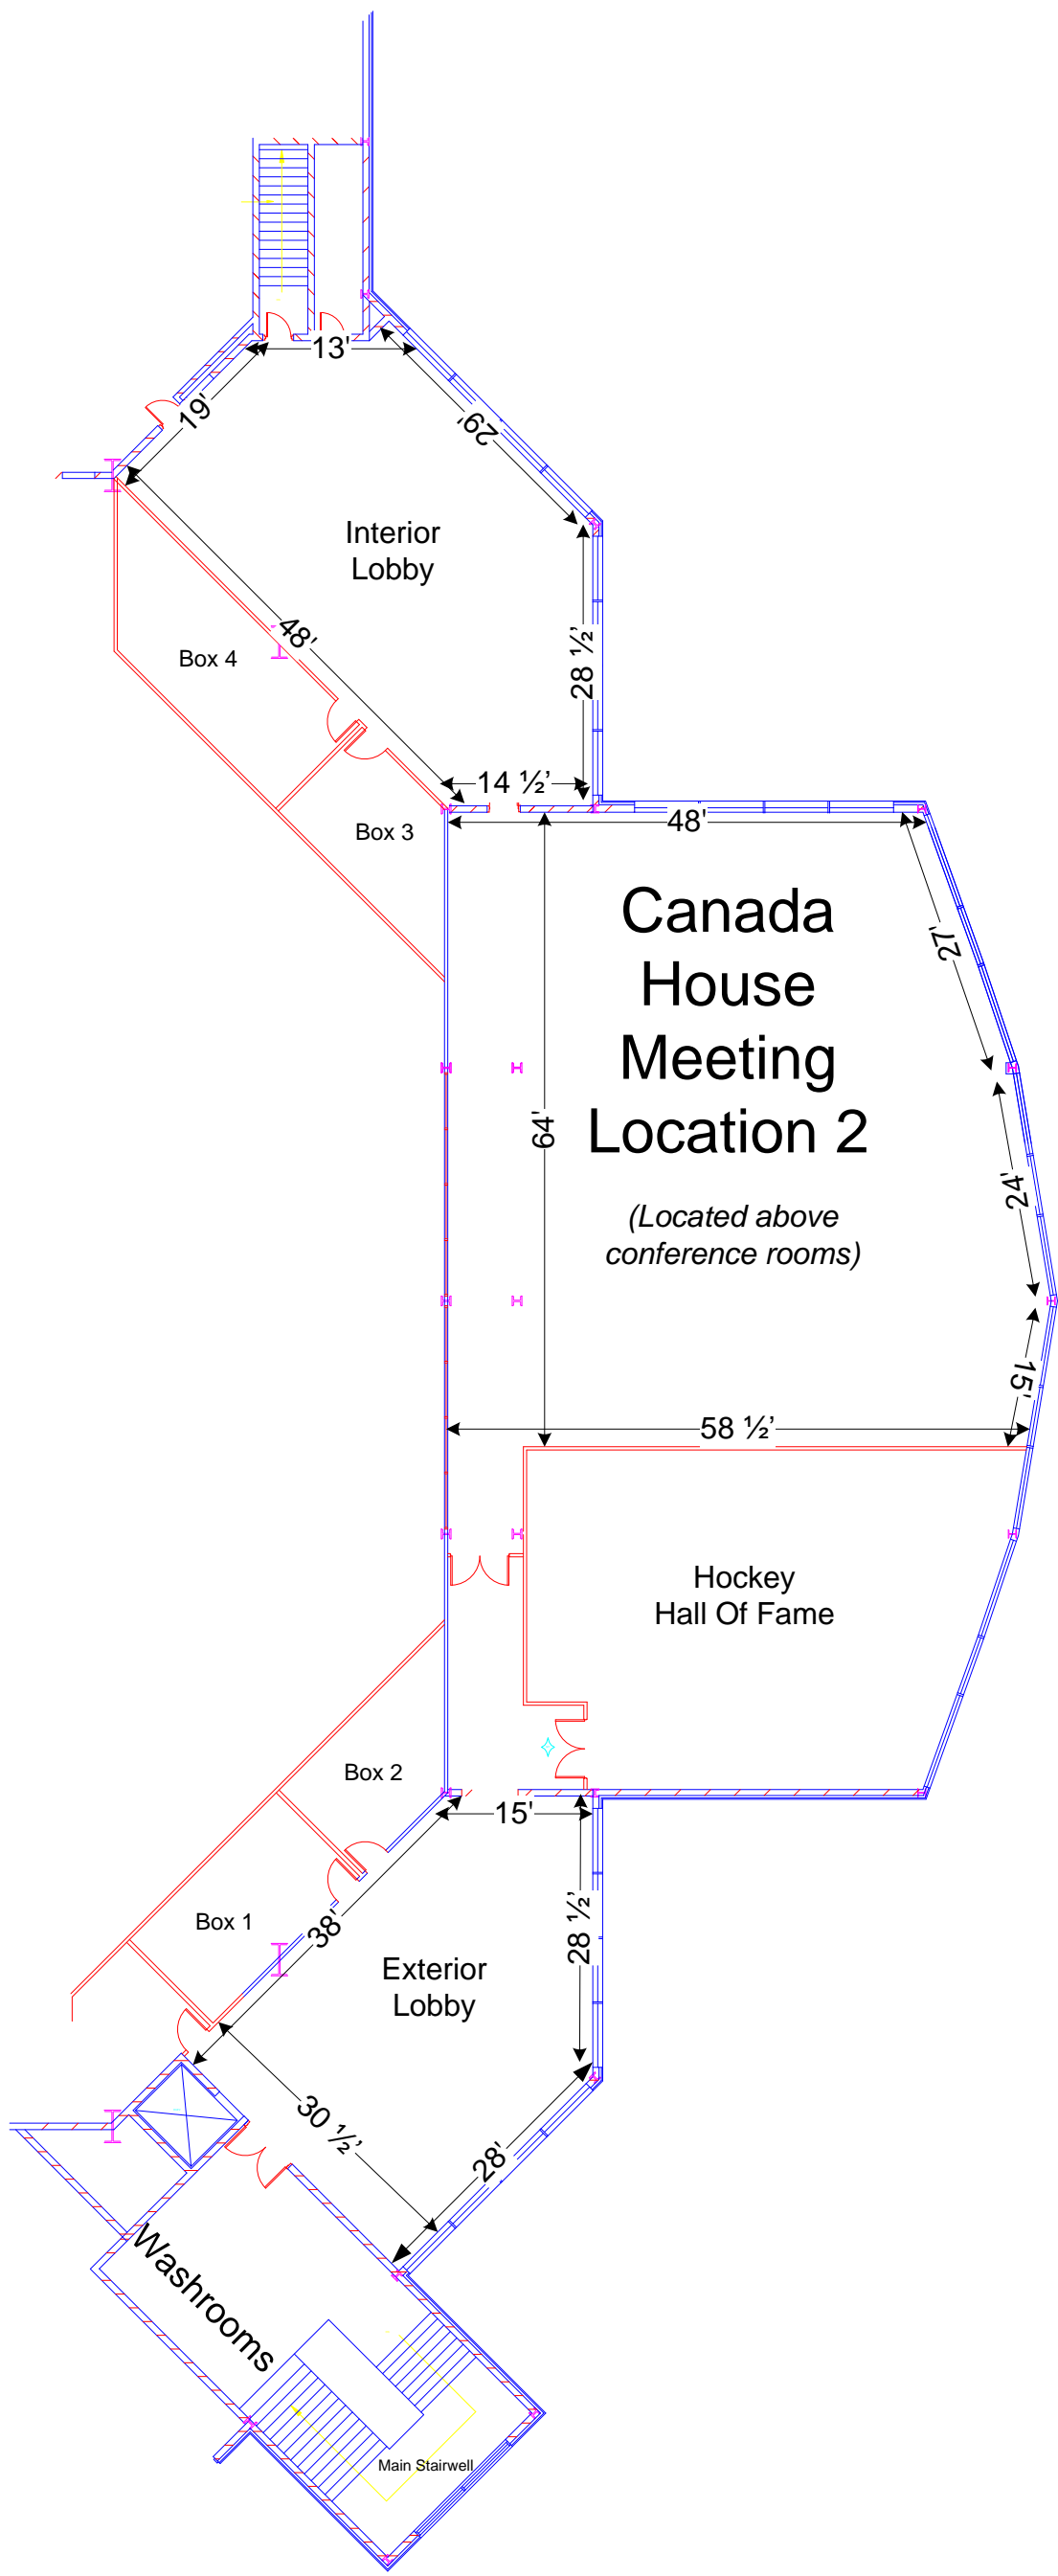 13'
19'
29'
Interior
Lobby
48'
28 ½'
Box 4
14 ½'
48'
Box 3
Canada
House
Meeting
Location 2
27'
64'
24'
(Located above
conference rooms)
15'
58 ½'
Hockey
Hall Of Fame
Box 2
15'
28 ½'
Box 1
38'
Exterior
Lobby
30 ½'
28'
Washrooms
Main Stairwell